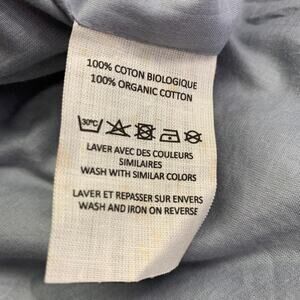 100% COTON BIOLOGIQUE
100% ORGANIC COTTON
30°C
LAVER AVEC DES COULEURS
SIMILAIRES
WASH WITH SIMILAR COLORS
LAVER ET REPASSER SUR ENVERS
WASH AND IRON ON REVERSE